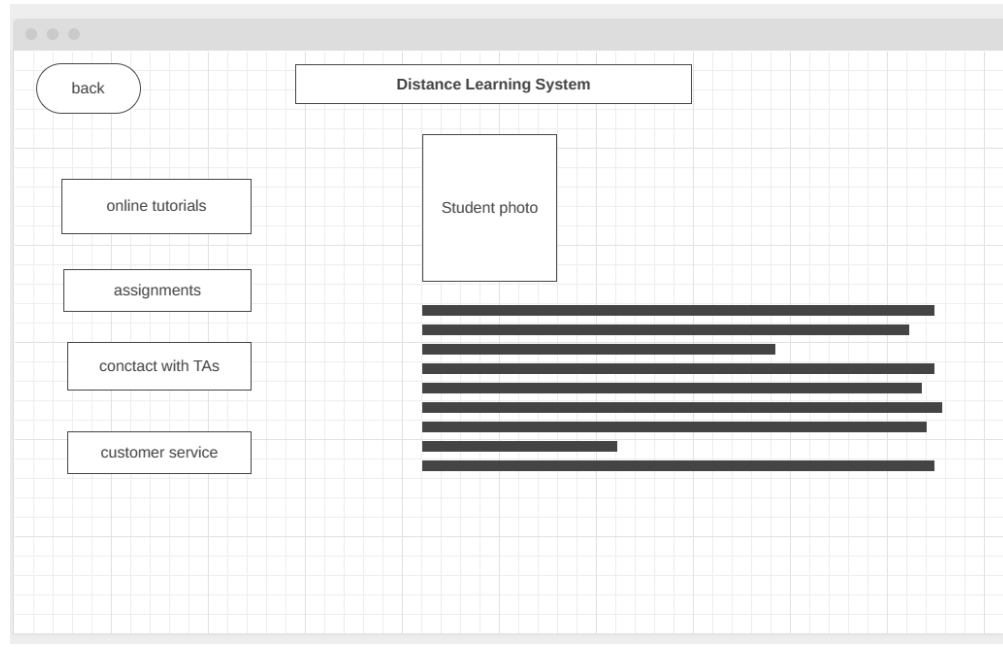 back
Distance Learning System
Student photo
online tutorials
assignments
conctact with TAs
customer service